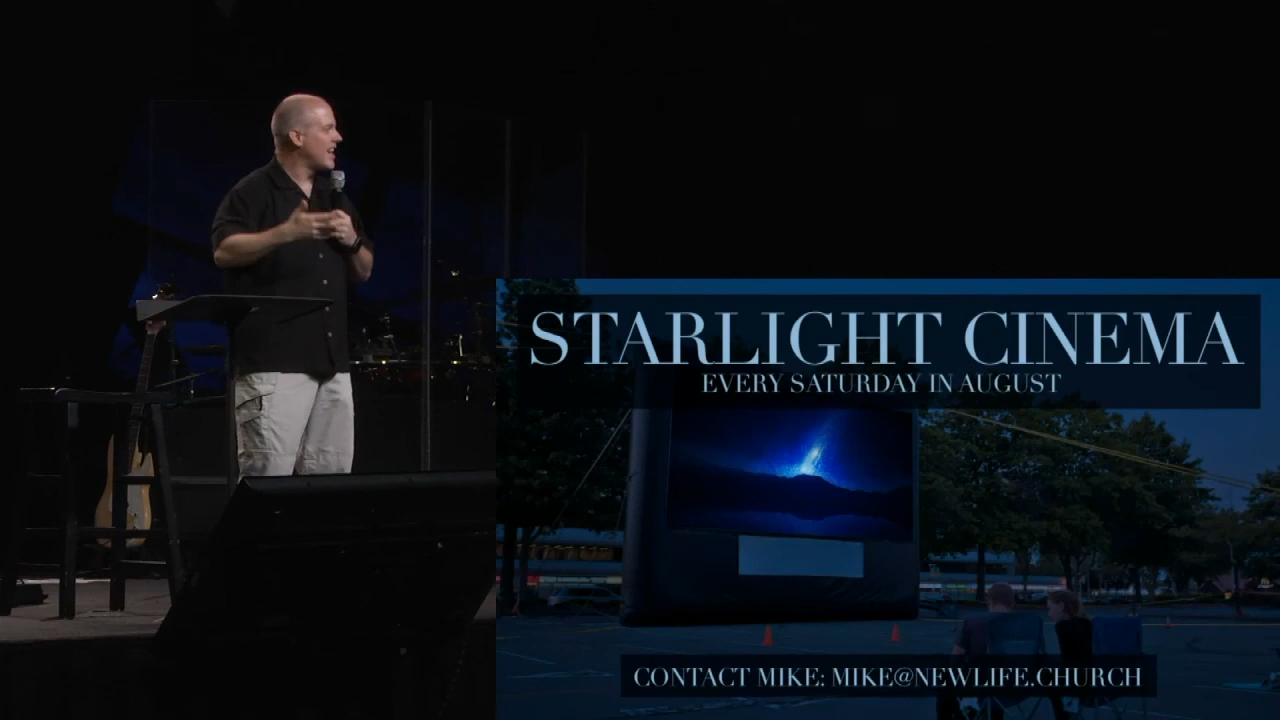 STARLIGHT CINEMA
EVERY SATURDAY IN AUGUST
CONTACT MIKE: MIKE@NEWLIFE.CHURCH